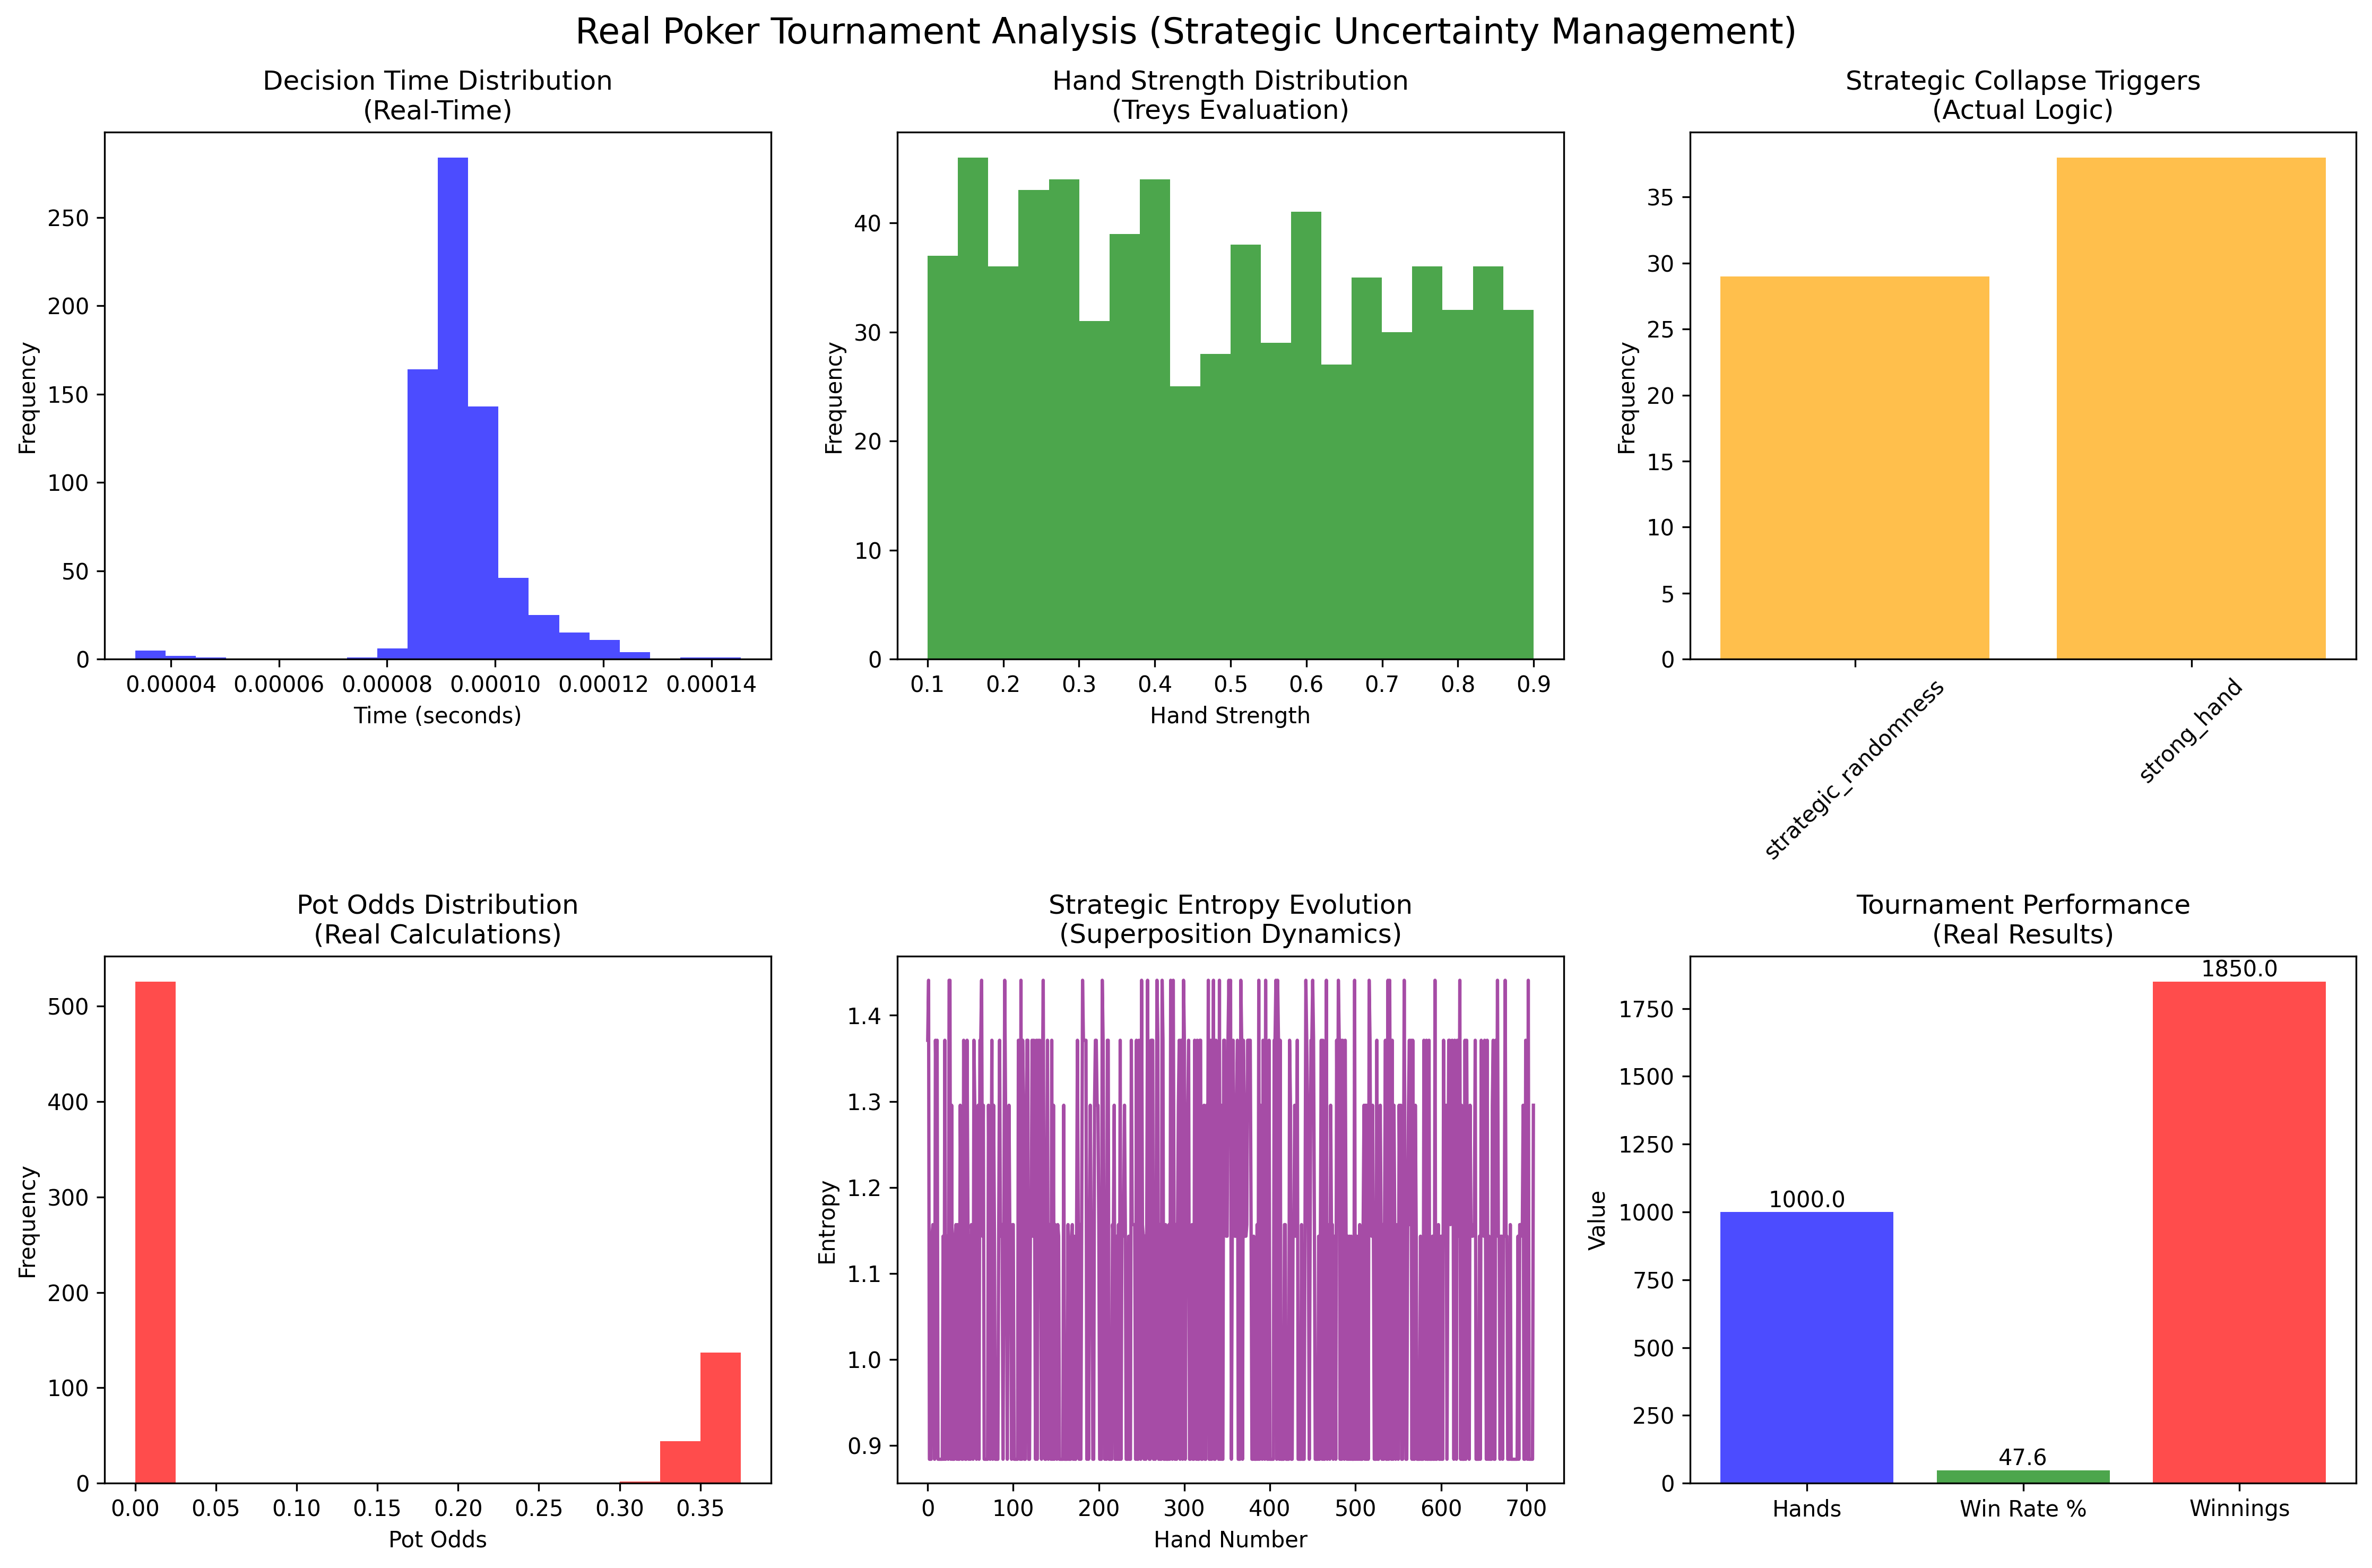 Real Poker Tournament Analysis (Strategic Uncertainty Management)
Decision Time Distribution
(Real-Time)
Frequency
250
200
150
100
50
0
0.00004 0.00006 0.00008 0.00010 0.00012 0.00014
Time (seconds)
Hand Strength Distribution
(Treys Evaluation)
Frequency
40
30
20
10
0
0.1 0.2 0.3 0.4 0.5 0.6 0.7 0.8 0.9
Hand Strength
Strategic Collapse Triggers
(Actual Logic)
Frequency
35
30
25
20
15
10
5
0
strategic_randomness
strong_hand
Pot Odds Distribution
(Real Calculations)
Frequency
500
400
300
200
100
0
0.00 0.05 0.10 0.15 0.20 0.25 0.30 0.35
Pot Odds
Strategic Entropy Evolution
(Superposition Dynamics)
Entropy
1.4
1.3
1.2
1.1
1.0
0.9
0 100 200 300 400 500 600 700
Hand Number
Tournament Performance
(Real Results)
Value
1750
1500
1250
1000
750
500
250
0
1000.0
47.6
1850.0
Hands Win Rate % Winnings